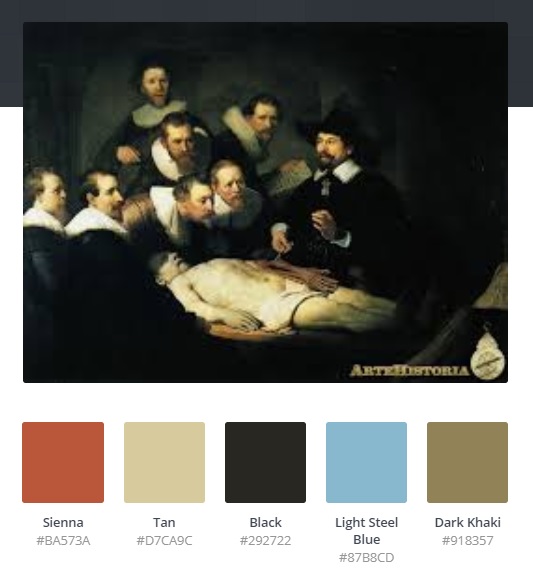 ARTEHISTORIA
Sienna
#BA573A
Tan
#D7CA9C
Black
#292722
Light Steel
Blue
#87B8CD
Dark Khaki
#918357